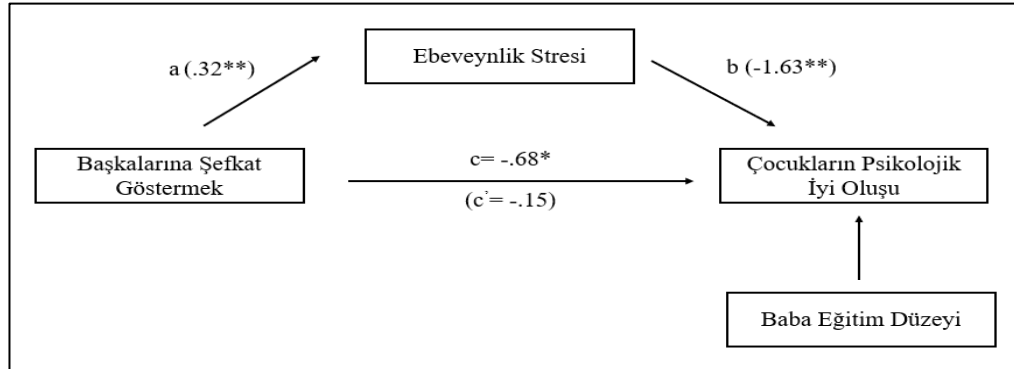 Ebeveynlik Stresi
a (.32**)
b (-1.63**)
Başkalarına Şefkat
Göstermek
c= -.68*
(c’= -.15)
Çocukların Psikolojik
İyi Oluşu
Baba Eğitim Düzeyi